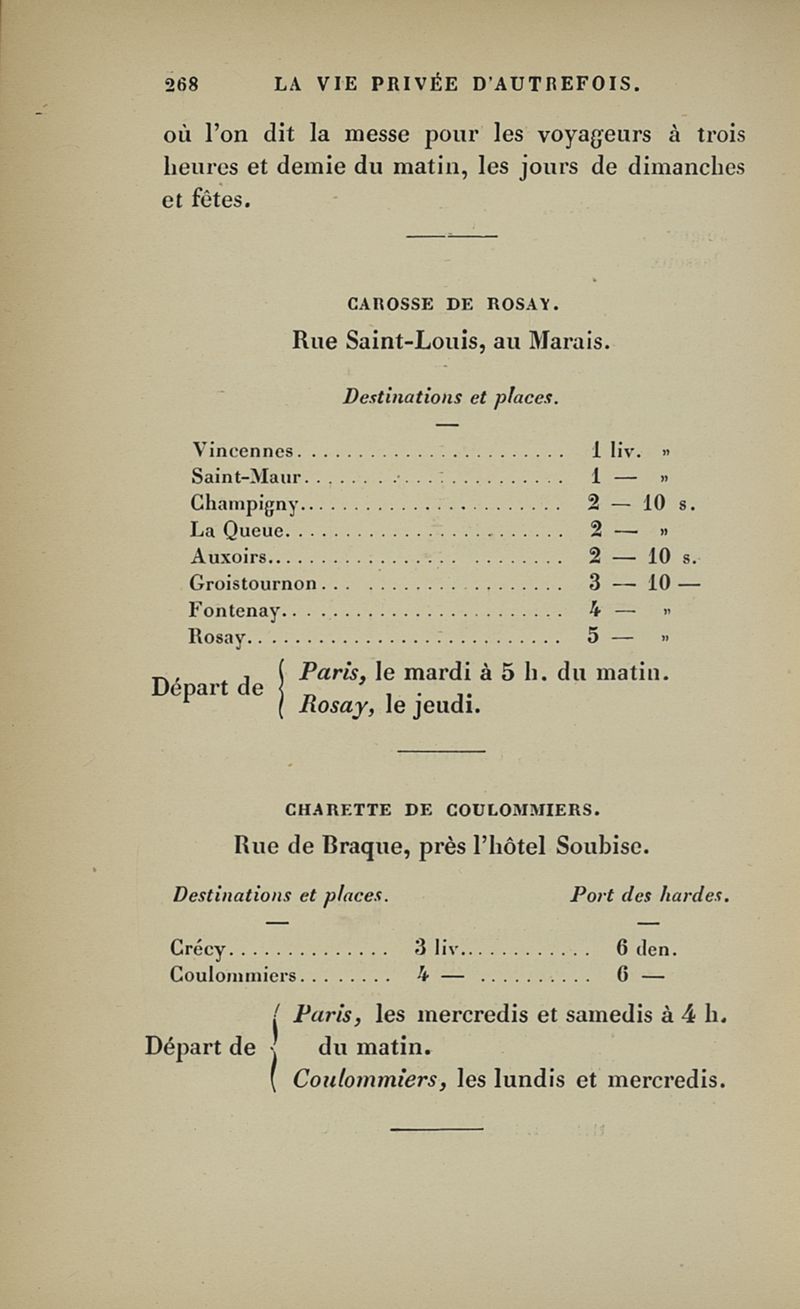 268 LA VIE PRIVÉE D'AUTREFOIS.
où l'on dit la messe pour les voyageurs à trois
heures et demie du matin, les jours de dimanches
et fêtes.
CAROSSE DE ROSAY.
Rue Saint-Louis, au Marais.
Destinations et places.
Vincennes. . . . . . . . . . . . . . . . . . . . . . . 1 liv. »
Saint-Maur. . . . . . . . . . . . . . . . . . . . . . 1 — »
Champigny. . . . . . . . . . . . . . . . . . . . . . 2 — 10 s.
La Queue. . . . . . . . . . . . . . . . . . . . . . . 2 — »
Auxoirs. . . . . . . . . . . . . . . . . . . . . . . . 2 — 10 s.
Groistournon . . . . . . . . . . . . . . . . . . . . 3 — 10 —
Fontenay. . . . . . . . . . . . . . . . . . . . . . . 4 — »
Rosay. . . . . . . . . . . . . . . . . . . . . . . . . . 5 — »
Départ de { Paris, le mardi à 5 h. du matin.
Rosay, le jeudi.
CHARETTE DE COULOMMIERS.
Rue de Braque, près l'hôtel Soubise.
Destinations et places. Port des hardes.
Crécy. . . . . . . . . . . . . . 3 liv. . . . . . . . . . . . 6 den.
Coulommiers. . . . . . . . 4 — . . . . . . . . . . 6 —
Départ de { Paris, les mercredis et samedis à 4 h.
du matin.
Coulommiers, les lundis et mercredis.